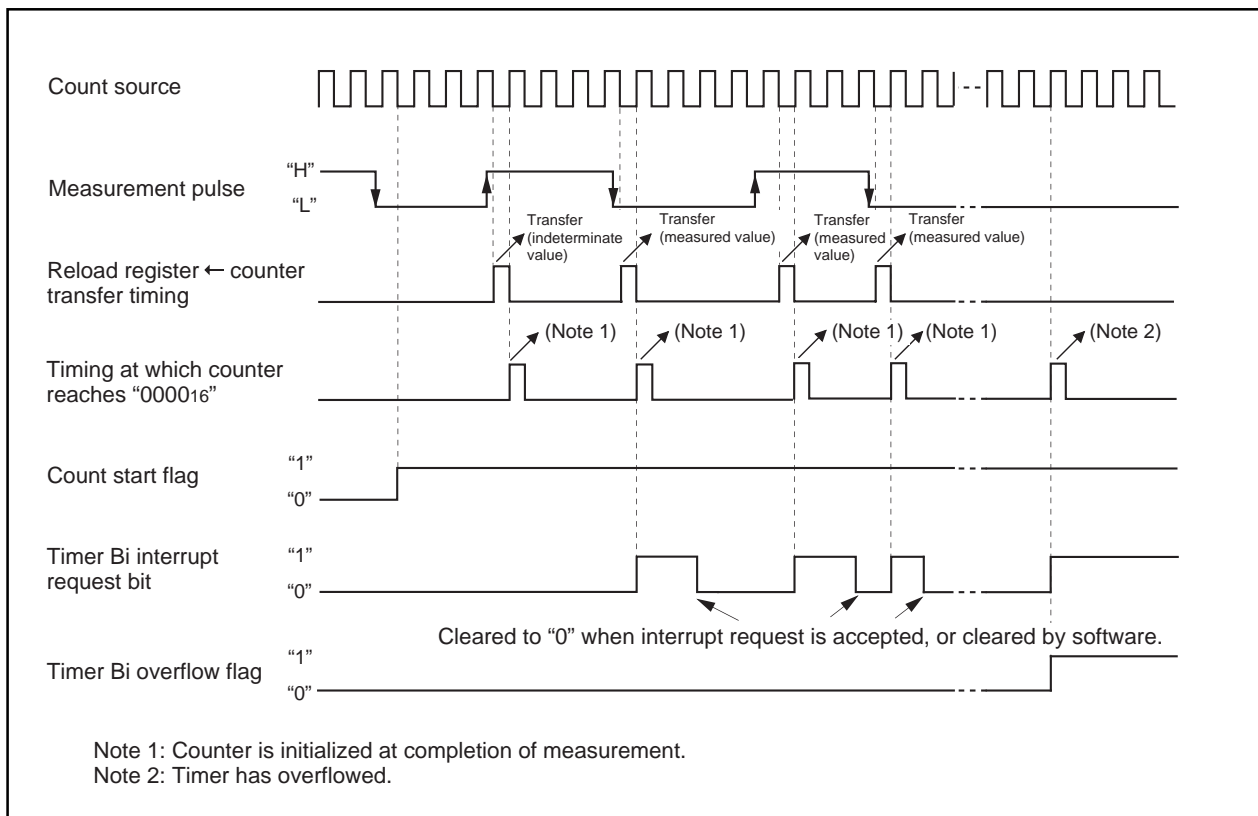 Count source
“H”
Measurement pulse
“L”
Transfer
(indeterminate
value)
Transfer
(measured value)
Transfer
(measured
value)
Transfer
(measured value)
Reload register ← counter
transfer timing
(Note 1)
(Note 1)
(Note 1)
(Note 1)
(Note 2)
Timing at which counter
reaches “000016”
“1”
Count start flag
“0”
Timer Bi interrupt
request bit
“1”
“0”
Cleared to “0” when interrupt request is accepted, or cleared by software.
“1”
Timer Bi overflow flag
“0”
Note 1: Counter is initialized at completion of measurement.
Note 2: Timer has overflowed.